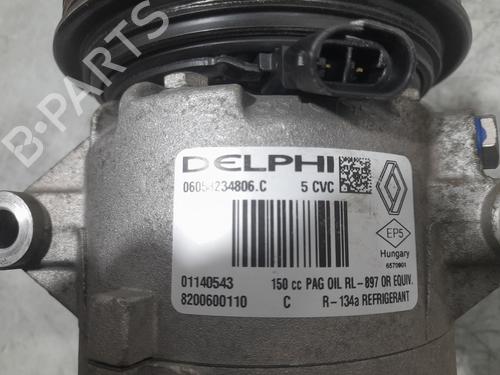 DELPHI
06054234806.C 5 CVC
EP5
Hungary
6570901
01140543 150 cc PAG OIL RL-897 OR EQUIV.
8200600110 C R-134a REFRIGERANT
B-PARTS